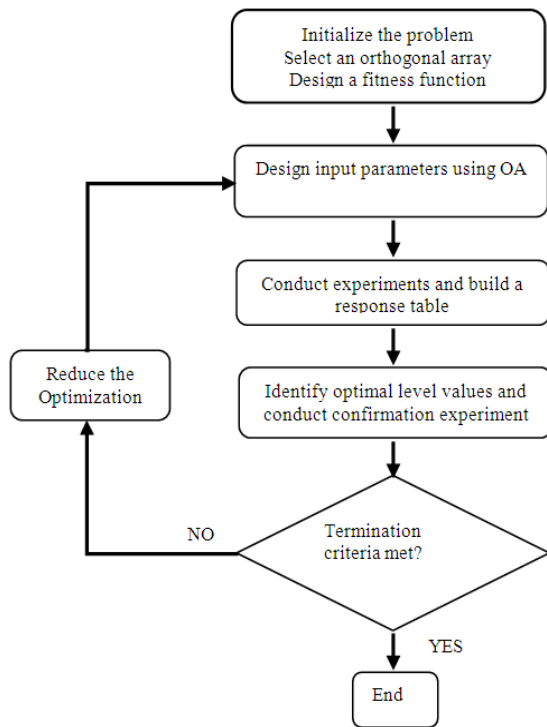 Initialize the problem
Select an orthogonal array
Design a fitness function
Design input parameters using OA
Conduct experiments and build a
response table
Reduce the
Optimization
Identify optimal level values and
conduct confirmation experiment
NO
Termination
criteria met?
YES
End